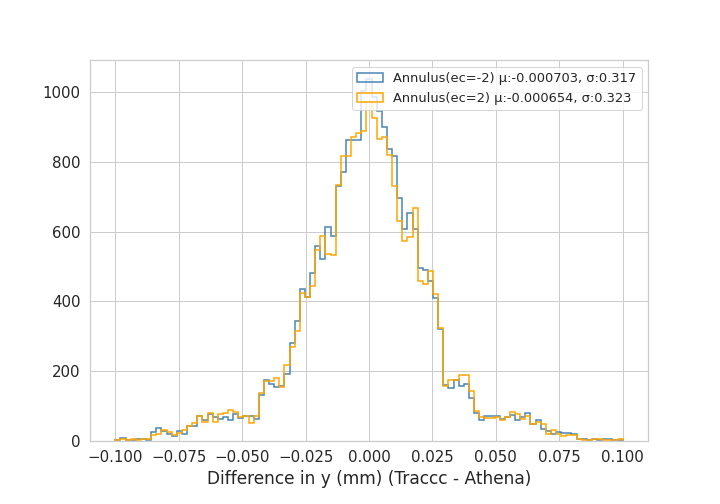 Annulus(ec=-2) μ:-0.000703, σ:0.317
Annulus(ec=2) μ:-0.000654, σ:0.323
1000
800
600
400
200
0
−0.100 −0.075 −0.050 −0.025 0.000 0.025 0.050 0.075 0.100
Difference in y (mm) (Traccc - Athena)